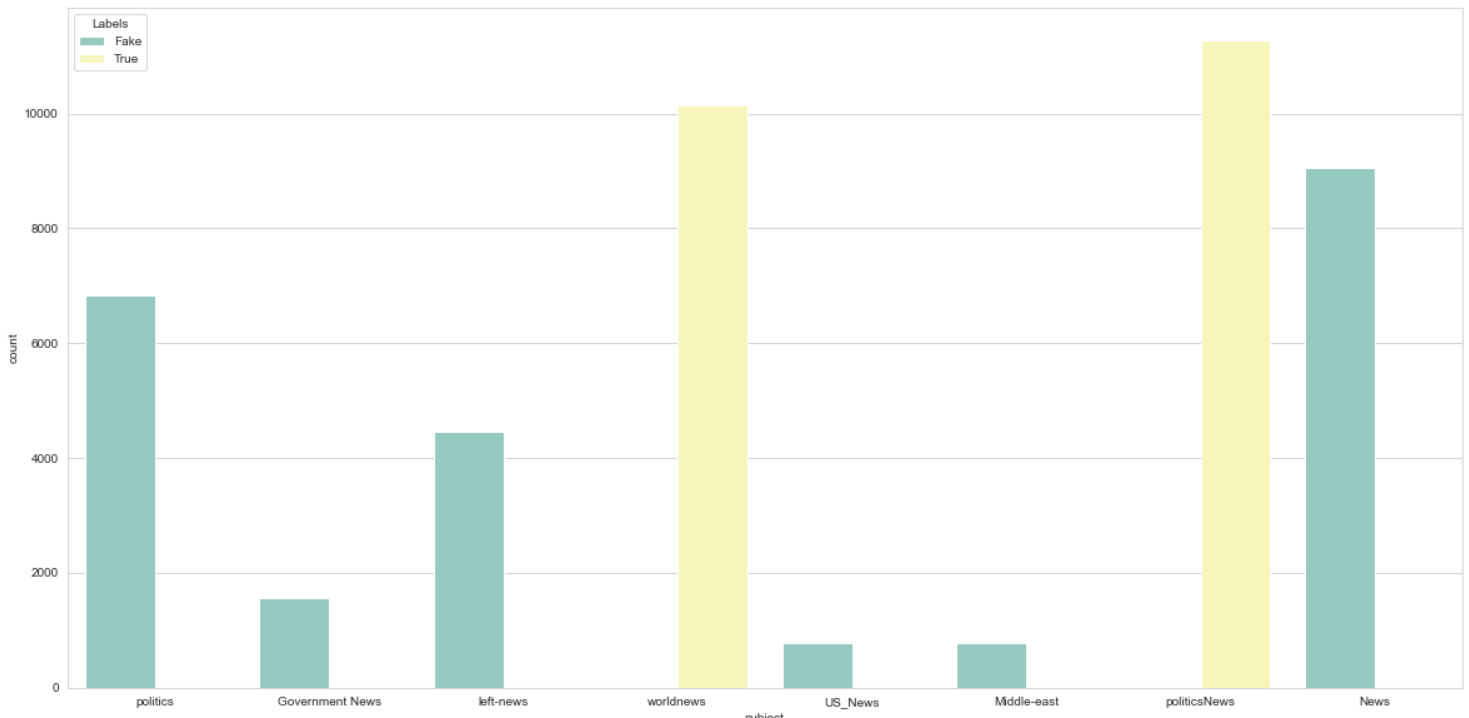 Labels
Fake
True
10000
8000
6000
4000
2000
0
count
politics Government News left-news worldnews US_News Middle-east politicsNews News
subject